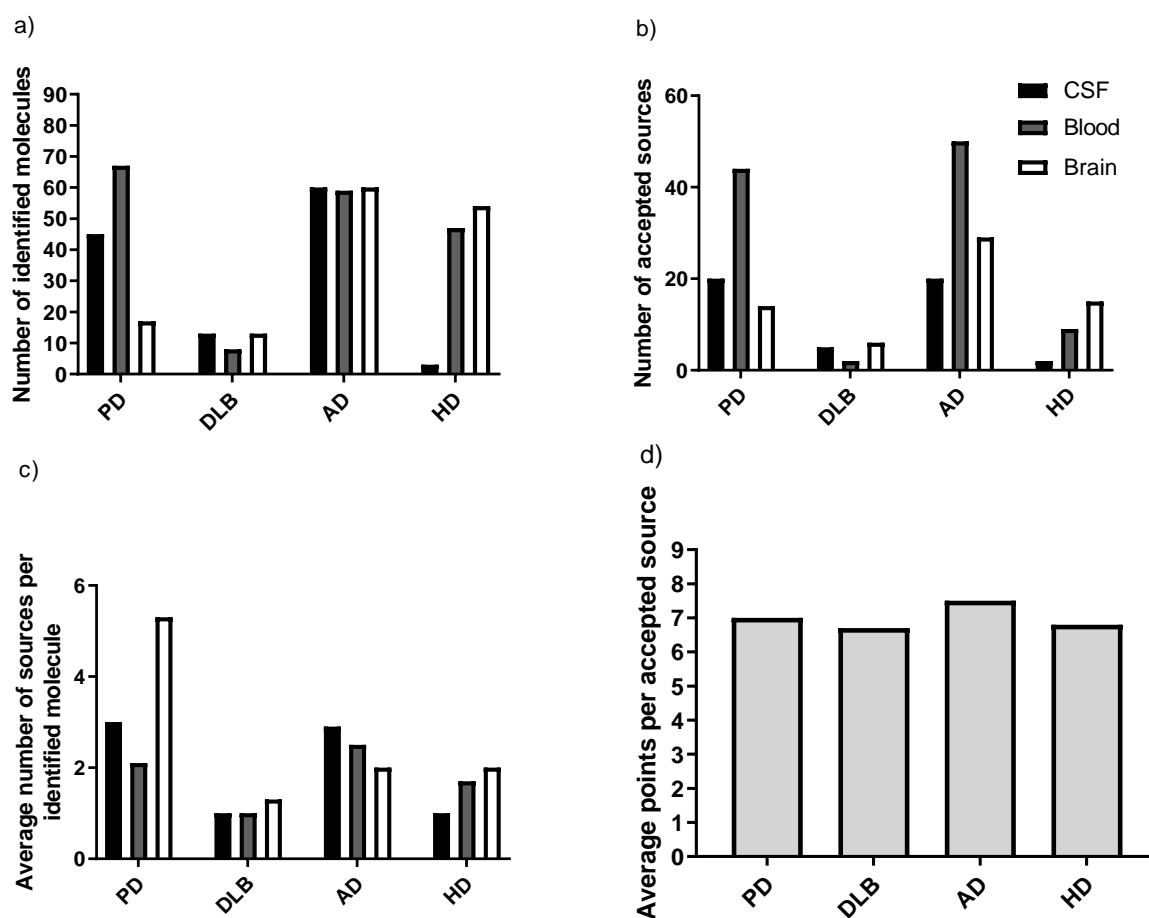 a)
Number of identified molecules
90
80
70
60
50
40
30
20
10
0
PD
DLB
AD
HD
b)
Number of accepted sources
60
40
20
0
PD
DLB
AD
HD
CSF
Blood
Brain
c)
Average number of sources per
identified molecule
6
4
2
0
PD
DLB
AD
HD
d)
Average points per accepted source
9
8
7
6
5
4
3
2
1
0
PD
DLB
AD
HD